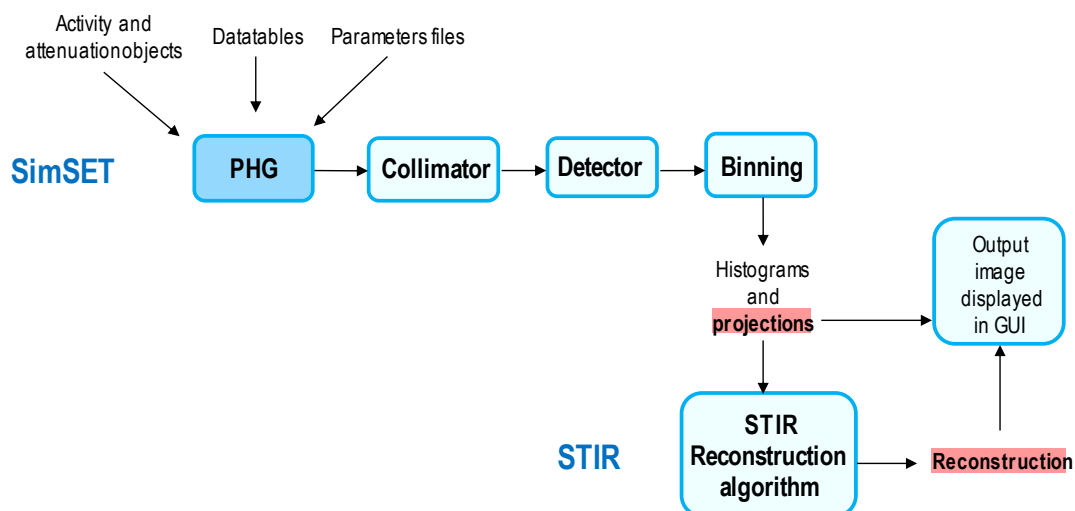 Activity and
attenuationobjects
Datatables
Parameters files
SimSET
PHG
Collimator
Detector
Binning
Histograms
and
projections
Output
image
displayed
in GUI
STIR
STIR
Reconstruction
algorithm
Reconstruction